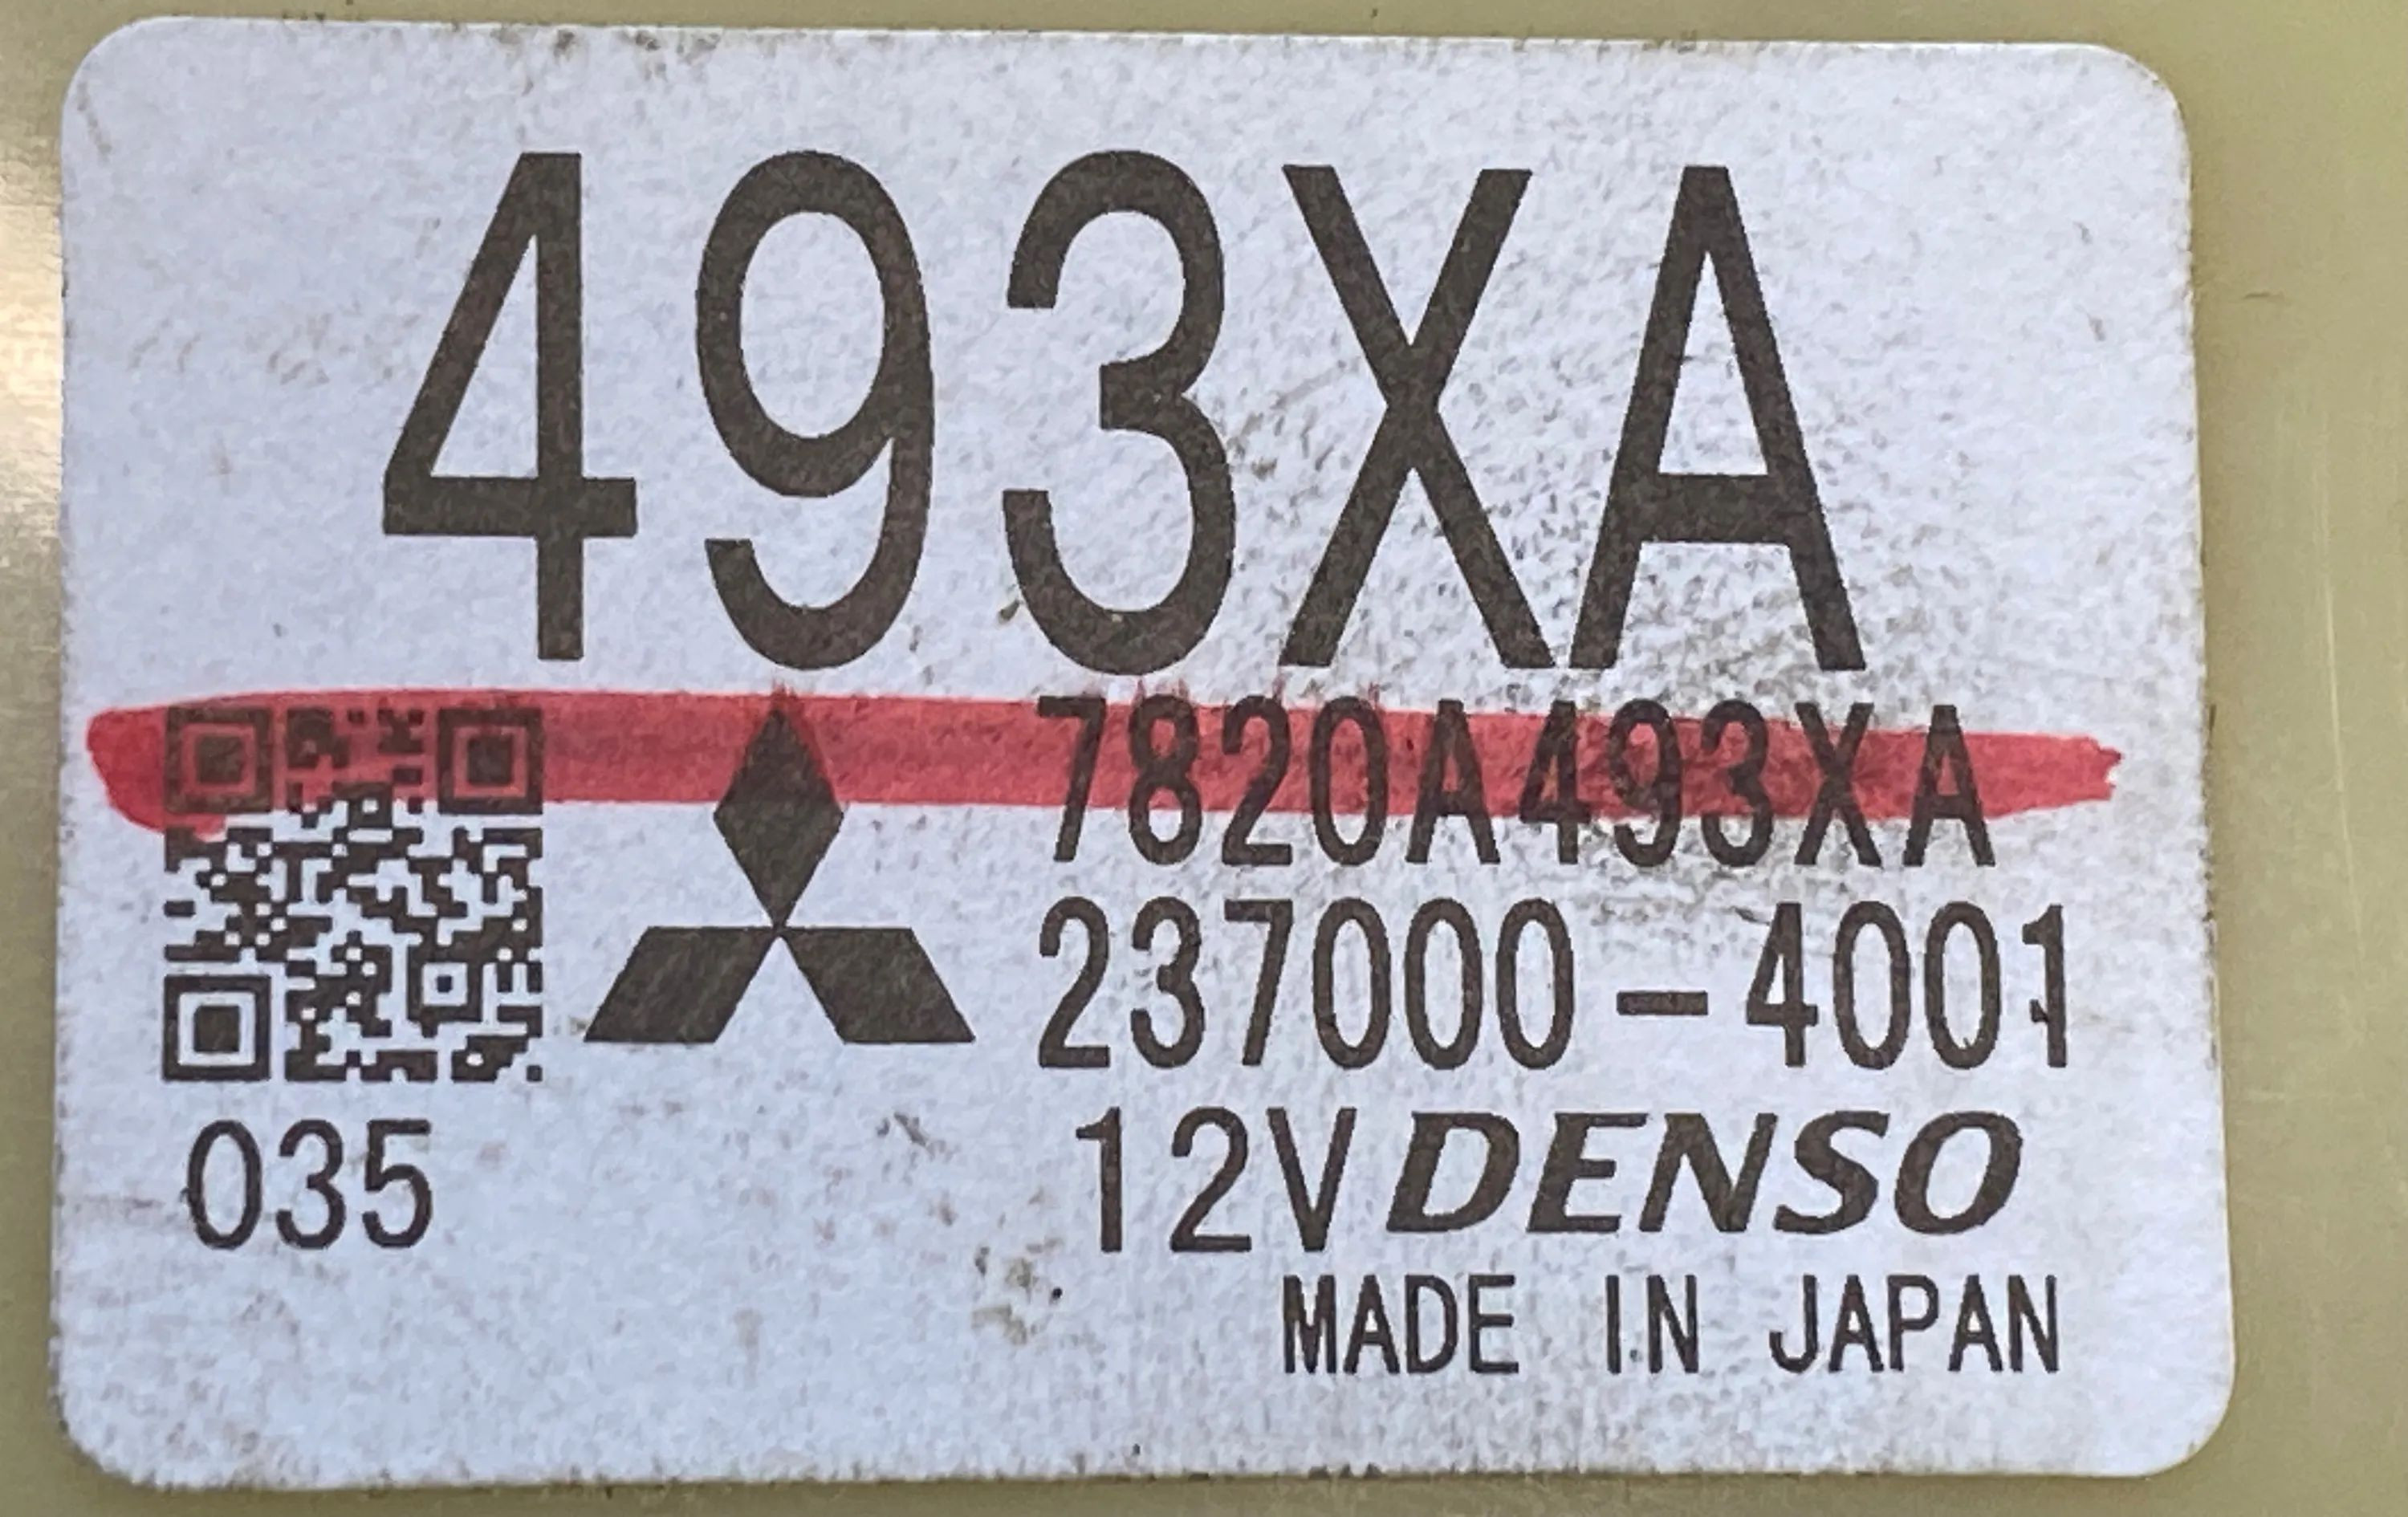 493XA
7820A493XA
237000-4001
035
12V DENSO
MADE IN JAPAN